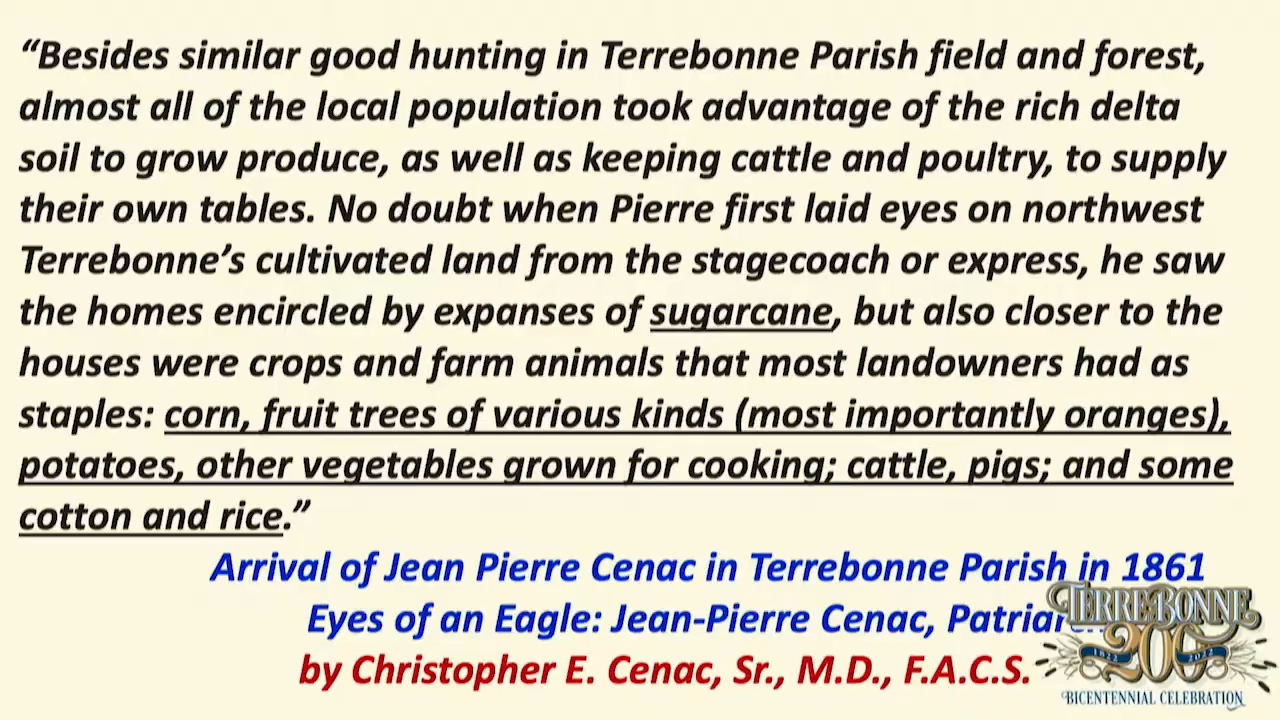 “Besides similar good hunting in Terrebonne Parish field and forest,
almost all of the local population took advantage of the rich delta
soil to grow produce, as well as keeping cattle and poultry, to supply
their own tables. No doubt when Pierre first laid eyes on northwest
Terrebonne’s cultivated land from the stagecoach or express, he saw
the homes encircled by expanses of sugarcane, but also closer to the
houses were crops and farm animals that most landowners had as
staples: corn, fruit trees of various kinds (most importantly oranges),
potatoes, other vegetables grown for cooking; cattle, pigs; and some
cotton and rice.”
Arrival of Jean Pierre Cenac in Terrebonne Parish in 1861
Eyes of an Eagle: Jean-Pierre Cenac,
by Christopher E. Cenac, Sr., M.D., F.A.C.S.
TERREBONNE
200
1822 2022
BICENTENNIAL CELEBRATION